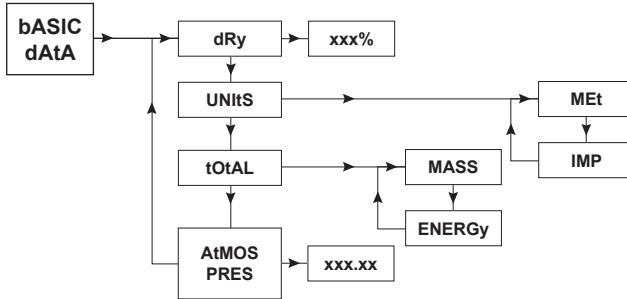 bASIC
dAtA
dRy
xxx%
UNItS
MEt
IMP
tOtAL
MASS
ENERGy
AtMOS
PRES
xxx.xx